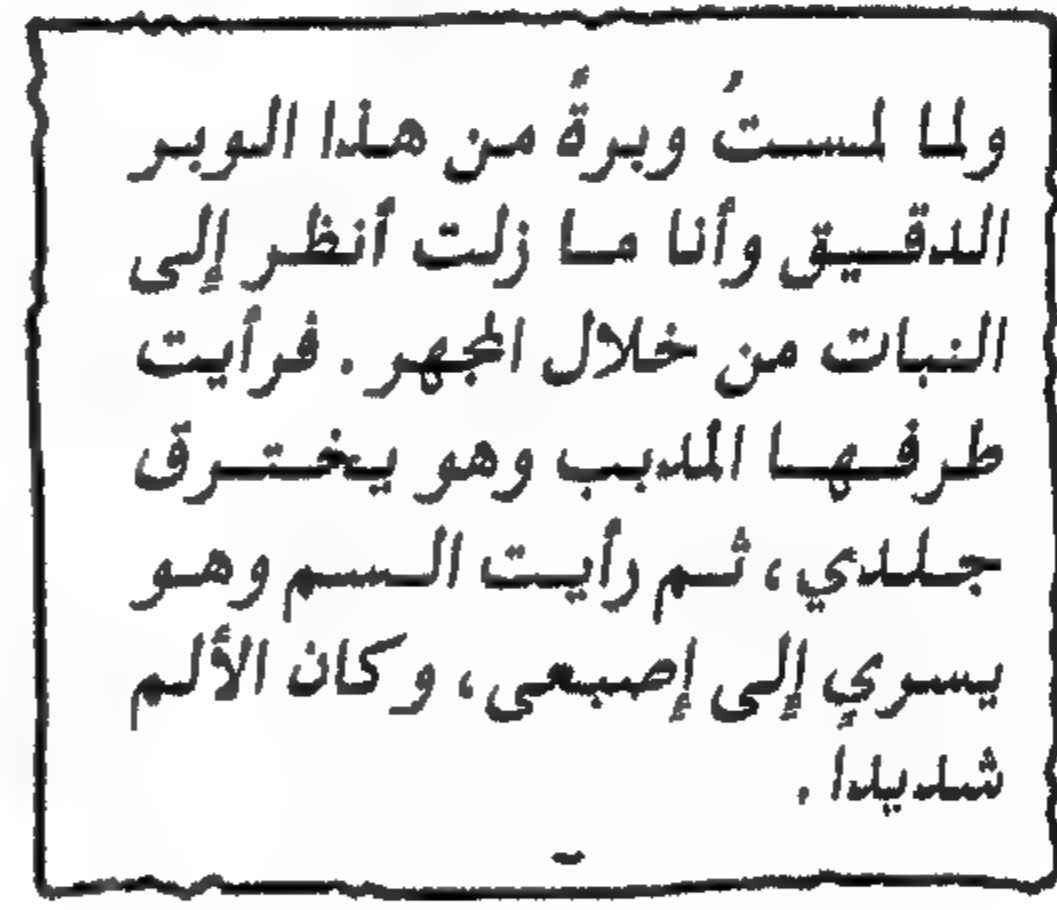 ولما لمستُ وبرةً من هذا الوبر
الدقيق وأنا ما زلت أنظر إلى
النبات من خلال المجهر. فرأيت
طرفها المدبب وهو يخترق
جلدي، ثم رأيت السم وهو
يسري إلى إصبعى، وكان الألم
شديداً.